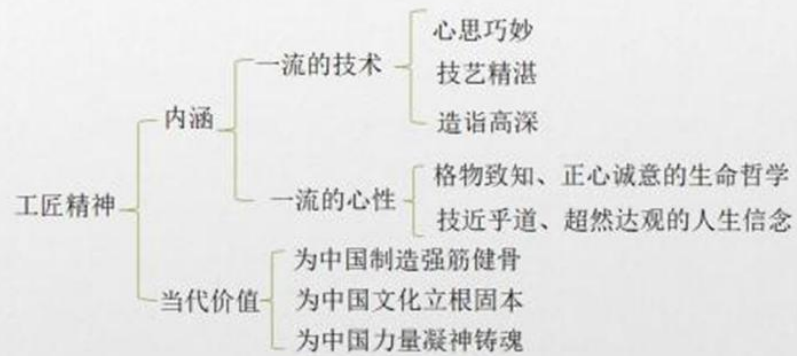 心思巧妙
一流的技术
技艺精湛
内涵
造诣高深
格物致知、正心诚意的生命哲学
一流的心性
工匠精神
技近乎道、超然达观的人生信念
为中国制造强筋健骨
当代价值
为中国文化立根固本
为中国力量凝神铸魂